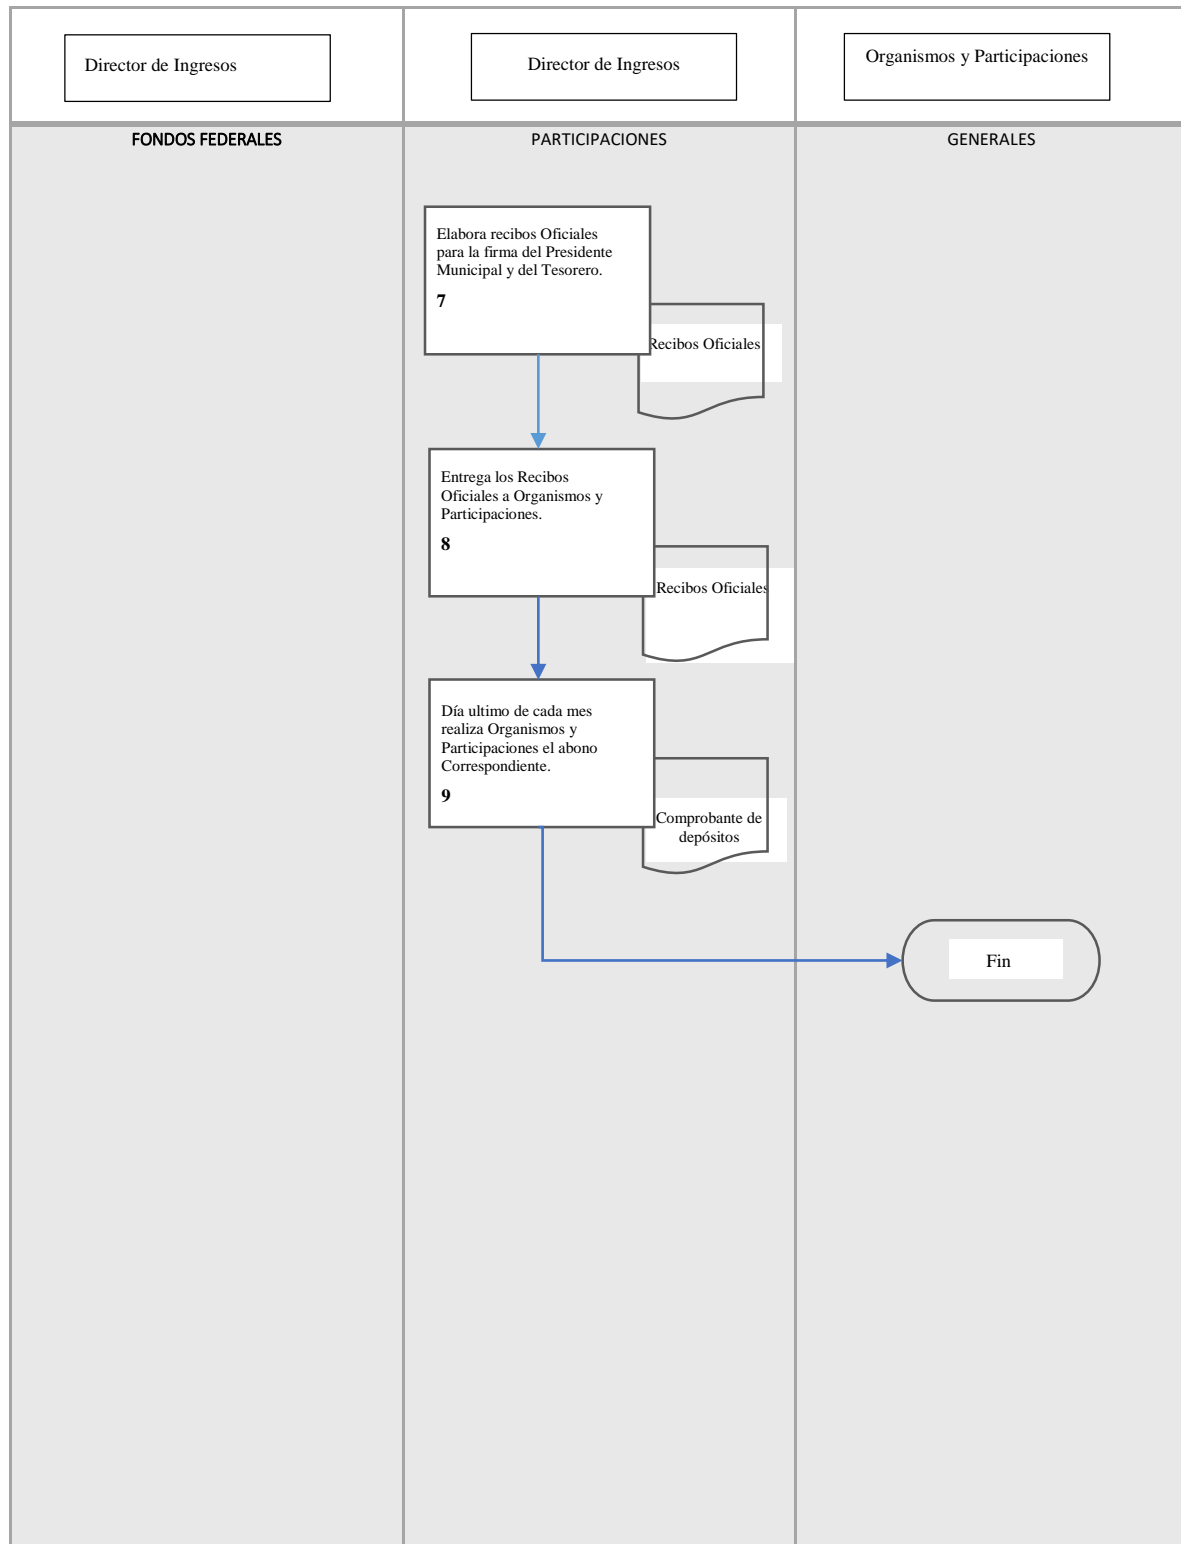 Director de Ingresos
Director de Ingresos
Organismos y Participaciones
FONDOS FEDERALES
PARTICIPACIONES
GENERALES
Elabora recibos Oficiales
para la firma del Presidente
Municipal y del Tesorero.
7
Recibos Oficiales
Entrega los Recibos
Oficiales a Organismos y
Participaciones.
8
Recibos Oficiales
Día ultimo de cada mes
realiza Organismos y
Participaciones el abono
Correspondiente.
9
Comprobante de
depósitos
Fin